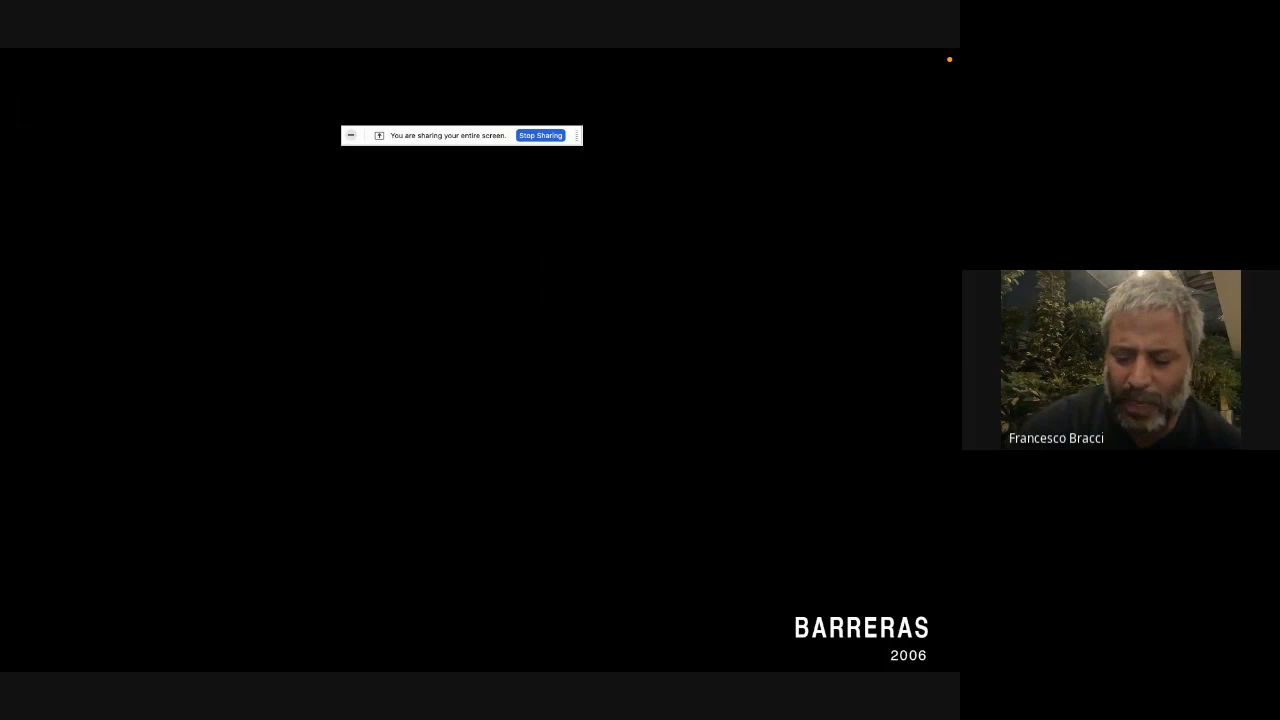 You are sharing your entire screen.
Stop Sharing
Francesco Bracci
BARRERAS
2006